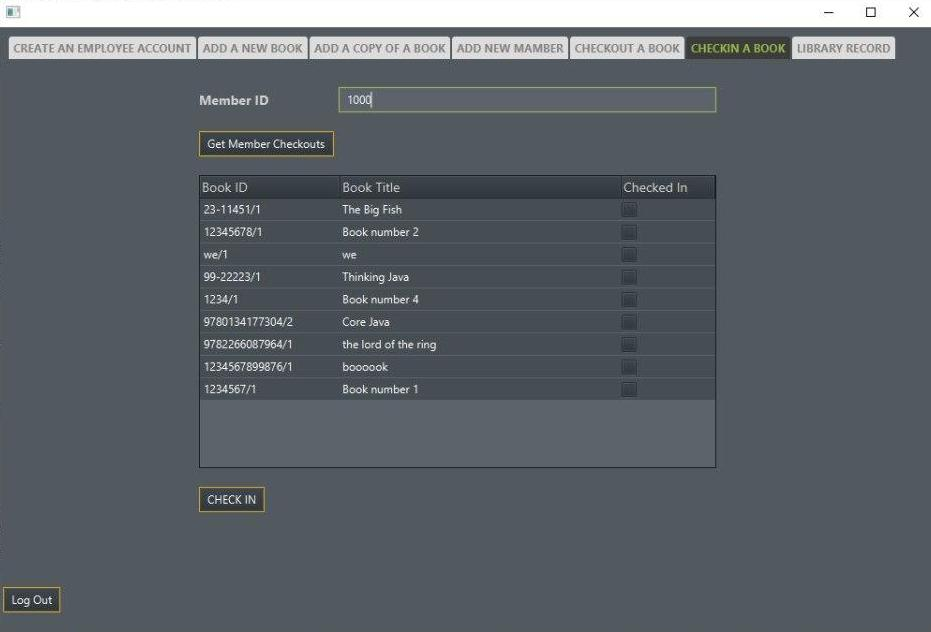 CREATE AN EMPLOYEE ACCOUNT ADD A NEW BOOK ADD A COPY OF A BOOK ADD NEW MAMBER CHECKOUT A BOOK CHECKIN A BOOK LIBRARY RECORD
Member ID 1000
Get Member Checkouts
Book ID Book Title Checked In
23-11451/1 The Big Fish
12345678/1 Book number 2
we/1 we
99-22223/1 Thinking Java
1234/1 Book number 4
9780134177304/2 Core Java
9782266087964/1 the lord of the ring
1234567899876/1 boooook
1234567/1 Book number 1
CHECK IN
Log Out